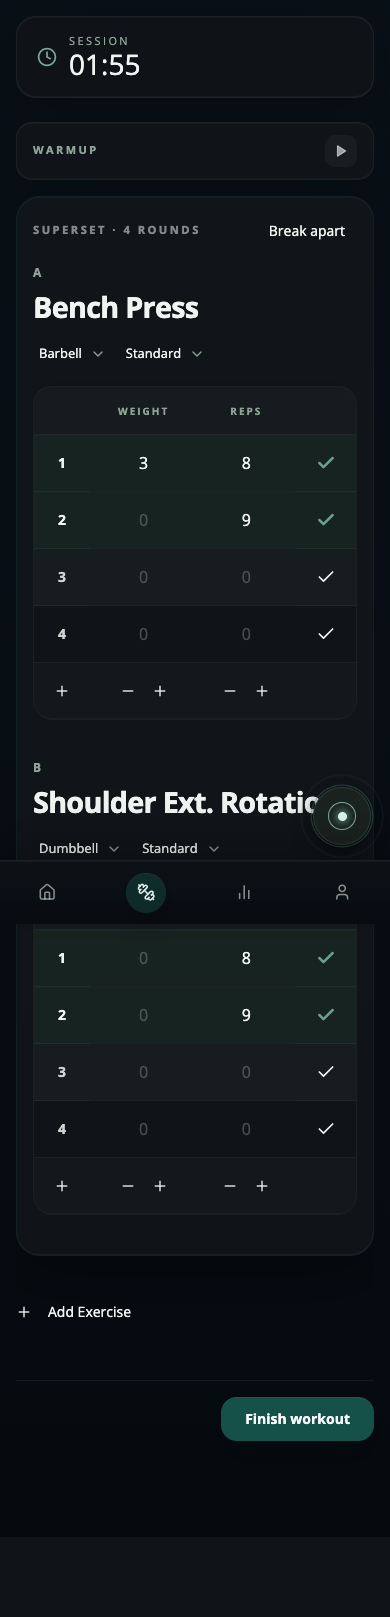 SESSION
01:55
WARMUP
SUPERSET · 4 ROUNDS Break apart
A
Bench Press
Barbell Standard
WEIGHT REPS
1 3 8
2 0 9
3 0 0
4 0 0
B
Shoulder Ext. Rotatio
Dumbbell Standard
1 0 8
2 0 9
3 0 0
4 0 0
Add Exercise
Finish workout